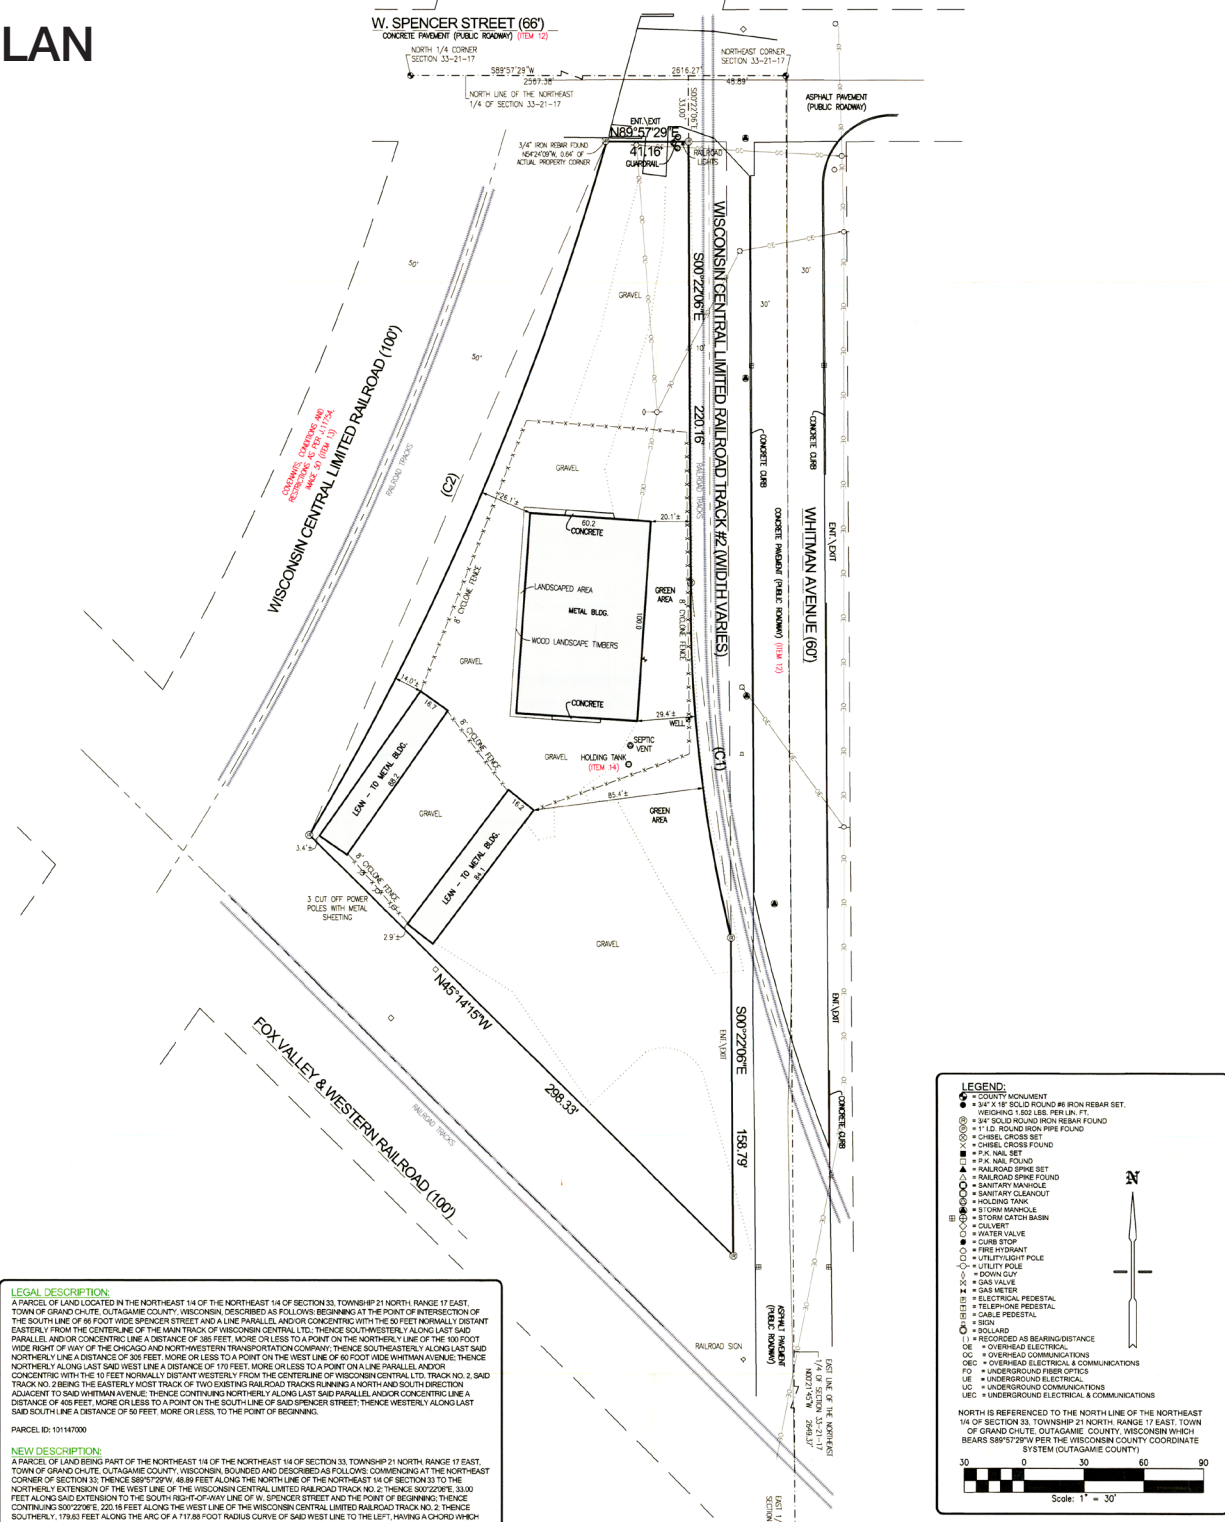 LAN
W. SPENCER STREET (66')
CONCRETE PAVEMENT (PUBLIC ROADWAY) (ITEM 12)
NORTH 1/4 CORNER
SECTION 33-21-17
S89°57'29"W
2567.38'
2616.27'
48.89'
NORTHEAST CORNER
SECTION 33-21-17
NORTH LINE OF THE NORTHEAST
1/4 OF SECTION 33-21-17
ASPHALT PAVEMENT
(PUBLIC ROADWAY)
S00°22'06"E
33.00'
ENT.\EXIT
N89°57'29"E
41.16'
GUARDRAIL
RAILROAD
LIGHTS
3/4" IRON REBAR FOUND
N54°24'09"W, 0.64' OF
ACTUAL PROPERTY CORNER
50'
50'
GRAVEL
S00°22'06"E
220.16'
10'
30'
30'
WISCONSIN CENTRAL LIMITED RAILROAD TRACK #2 (WIDTH VARIES)
RAILROAD TRACKS
WISCONSIN CENTRAL LIMITED RAILROAD (100')
RAILROAD TRACKS
COVENANTS, CONDITIONS AND
RESTRICTIONS AS PER J.11754,
IMAGE 50 (ITEM 13)
(C2)
GRAVEL
CONCRETE CURB
CONCRETE CURB
26.1'±
60.2
CONCRETE
20.1'±
CONCRETE PAVEMENT (PUBLIC ROADWAY) (ITEM 12)
WHITMAN AVENUE (60')
ENT.\EXIT
8' CYCLONE FENCE
LANDSCAPED AREA
METAL BLDG.
100.0
GREEN
AREA
8' CYCLONE FENCE
WOOD LANDSCAPE TIMBERS
GRAVEL
14.0'±
16.7
CONCRETE
29.4'±
WELL
8' CYCLONE FENCE
SEPTIC
VENT
GRAVEL
HOLDING TANK
(ITEM 14)
(C1)
LEAN - TO METAL BLDG.
88.2
16.2
85.4'±
GREEN
AREA
GRAVEL
LEAN - TO METAL BLDG.
84.1
3.4'±
8' CYCLONE FENCE
3 CUT OFF POWER
POLES WITH METAL
SHEETING
2.9'±
GRAVEL
N45°14'15"W
298.33'
S00°22'06"E
158.79'
ENT.\EXIT
ENT.\EXIT
CONCRETE CURB
FOX VALLEY & WESTERN RAILROAD (100')
RAILROAD TRACKS
RAILROAD SIGN
ASPHALT PAVEMENT
(PUBLIC ROADWAY)
EAST LINE OF THE NORTHEAST
1/4 OF SECTION 33-21-17
N00°21'45"W 2649.37'
EAST 1/
SECTION
LEGEND:
= COUNTY MONUMENT
= 3/4" X 18" SOLID ROUND #6 IRON REBAR SET,
WEIGHING 1.502 LBS. PER LIN. FT.
= 3/4" SOLID ROUND IRON REBAR FOUND
= 1" I.D. ROUND IRON PIPE FOUND
= CHISEL CROSS SET
= CHISEL CROSS FOUND
= P.K. NAIL SET
= P.K. NAIL FOUND
= RAILROAD SPIKE SET
= RAILROAD SPIKE FOUND
= SANITARY MANHOLE
= SANITARY CLEANOUT
= HOLDING TANK
= STORM MANHOLE
= STORM CATCH BASIN
= CULVERT
= WATER VALVE
= CURB STOP
= FIRE HYDRANT
= UTILITY/LIGHT POLE
= UTILITY POLE
= DOWN GUY
= GAS VALVE
= GAS METER
= ELECTRICAL PEDESTAL
= TELEPHONE PEDESTAL
= CABLE PEDESTAL
= SIGN
= BOLLARD
( ) = RECORDED AS BEARING/DISTANCE
OE = OVERHEAD ELECTRICAL
OC = OVERHEAD COMMUNICATIONS
OEC = OVERHEAD ELECTRICAL & COMMUNICATIONS
FO = UNDERGROUND FIBER OPTICS
UE = UNDERGROUND ELECTRICAL
UC = UNDERGROUND COMMUNICATIONS
UEC = UNDERGROUND ELECTRICAL & COMMUNICATIONS
N
NORTH IS REFERENCED TO THE NORTH LINE OF THE NORTHEAST
1/4 OF SECTION 33, TOWNSHIP 21 NORTH, RANGE 17 EAST, TOWN
OF GRAND CHUTE, OUTAGAMIE COUNTY, WISCONSIN WHICH
BEARS S89°57'29"W PER THE WISCONSIN COUNTY COORDINATE
SYSTEM (OUTAGAMIE COUNTY)
30 0 30 60 90
Scale: 1" = 30'
LEGAL DESCRIPTION:
A PARCEL OF LAND LOCATED IN THE NORTHEAST 1/4 OF THE NORTHEAST 1/4 OF SECTION 33, TOWNSHIP 21 NORTH, RANGE 17 EAST,
TOWN OF GRAND CHUTE, OUTAGAMIE COUNTY, WISCONSIN, DESCRIBED AS FOLLOWS: BEGINNING AT THE POINT OF INTERSECTION OF
THE SOUTH LINE OF 66 FOOT WIDE SPENCER STREET AND A LINE PARALLEL AND/OR CONCENTRIC WITH THE 50 FEET NORMALLY DISTANT
EASTERLY FROM THE CENTERLINE OF THE MAIN TRACK OF WISCONSIN CENTRAL LTD.; THENCE SOUTHWESTERLY ALONG LAST SAID
PARALLEL AND/OR CONCENTRIC LINE A DISTANCE OF 385 FEET, MORE OR LESS TO A POINT ON THE NORTHERLY LINE OF THE 100 FOOT
WIDE RIGHT OF WAY OF THE CHICAGO AND NORTHWESTERN TRANSPORTATION COMPANY; THENCE SOUTHEASTERLY ALONG LAST SAID
NORTHERLY LINE A DISTANCE OF 305 FEET, MORE OR LESS TO A POINT ON THE WEST LINE OF 60 FOOT WIDE WHITMAN AVENUE; THENCE
NORTHERLY ALONG LAST SAID WEST LINE A DISTANCE OF 170 FEET, MORE OR LESS TO A POINT ON A LINE PARALLEL AND/OR
CONCENTRIC WITH THE 10 FEET NORMALLY DISTANT WESTERLY FROM THE CENTERLINE OF WISCONSIN CENTRAL LTD. TRACK NO. 2, SAID
TRACK NO. 2 BEING THE EASTERLY MOST TRACK OF TWO EXISTING RAILROAD TRACKS RUNNING A NORTH AND SOUTH DIRECTION
ADJACENT TO SAID WHITMAN AVENUE; THENCE CONTINUING NORTHERLY ALONG LAST SAID PARALLEL AND/OR CONCENTRIC LINE A
DISTANCE OF 405 FEET, MORE OR LESS TO A POINT ON THE SOUTH LINE OF SAID SPENCER STREET; THENCE WESTERLY ALONG LAST
SAID SOUTH LINE A DISTANCE OF 50 FEET, MORE OR LESS, TO THE POINT OF BEGINNING.
PARCEL ID: 101147000
NEW DESCRIPTION:
A PARCEL OF LAND BEING PART OF THE NORTHEAST 1/4 OF THE NORTHEAST 1/4 OF SECTION 33, TOWNSHIP 21 NORTH, RANGE 17 EAST,
TOWN OF GRAND CHUTE, OUTAGAMIE COUNTY, WISCONSIN, BOUNDED AND DESCRIBED AS FOLLOWS: COMMENCING AT THE NORTHEAST
CORNER OF SECTION 33; THENCE S89°57'29"W, 48.89 FEET ALONG THE NORTH LINE OF THE NORTHEAST 1/4 OF SECTION 33 TO THE
NORTHERLY EXTENSION OF THE WEST LINE OF THE WISCONSIN CENTRAL LIMITED RAILROAD TRACK NO. 2; THENCE S00°22'06"E, 33.00
FEET ALONG SAID EXTENSION TO THE SOUTH RIGHT-OF-WAY LINE OF W. SPENCER STREET AND THE POINT OF BEGINNING; THENCE
CONTINUING S00°22'06"E, 220.16 FEET ALONG THE WEST LINE OF THE WISCONSIN CENTRAL LIMITED RAILROAD TRACK NO. 2; THENCE
SOUTHERLY, 179.63 FEET ALONG THE ARC OF A 717.88 FOOT RADIUS CURVE OF SAID WEST LINE TO THE LEFT, HAVING A CHORD WHICH